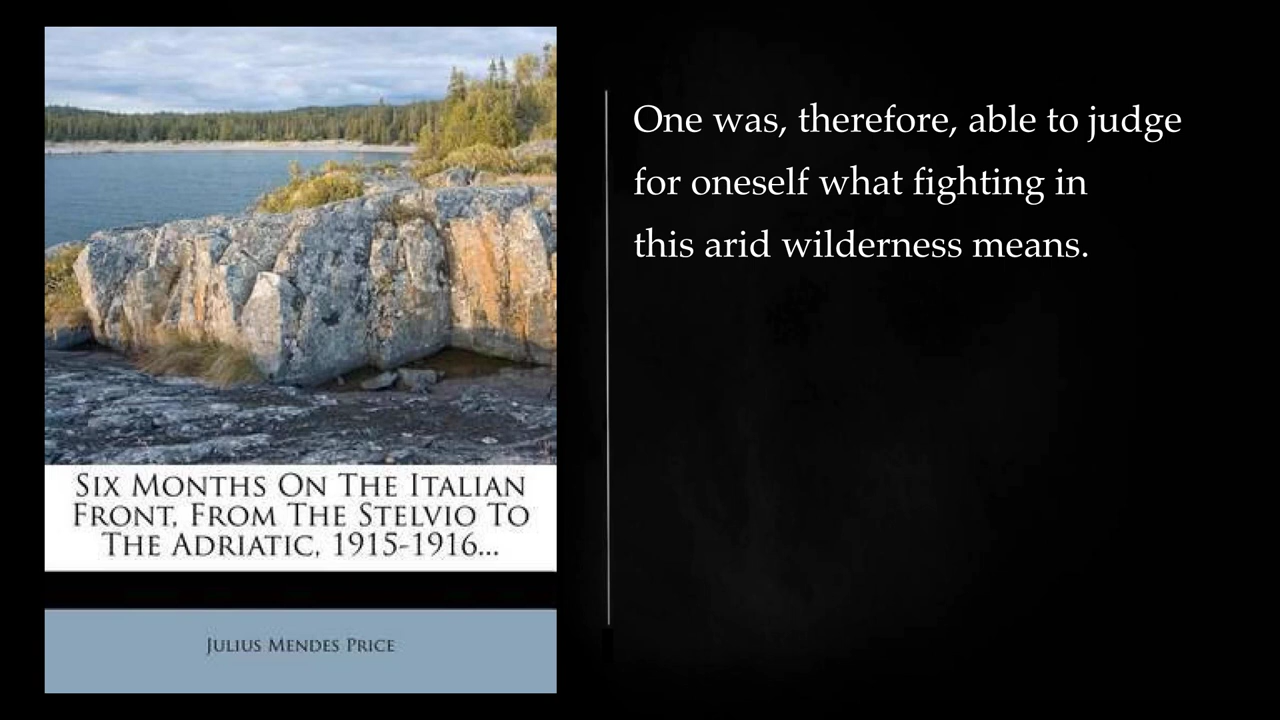 Six Months On The Italian
Front, From The Stelvio To
The Adriatic, 1915-1916...
Julius Mendes Price
One was, therefore, able to judge
for oneself what fighting in
this arid wilderness means.